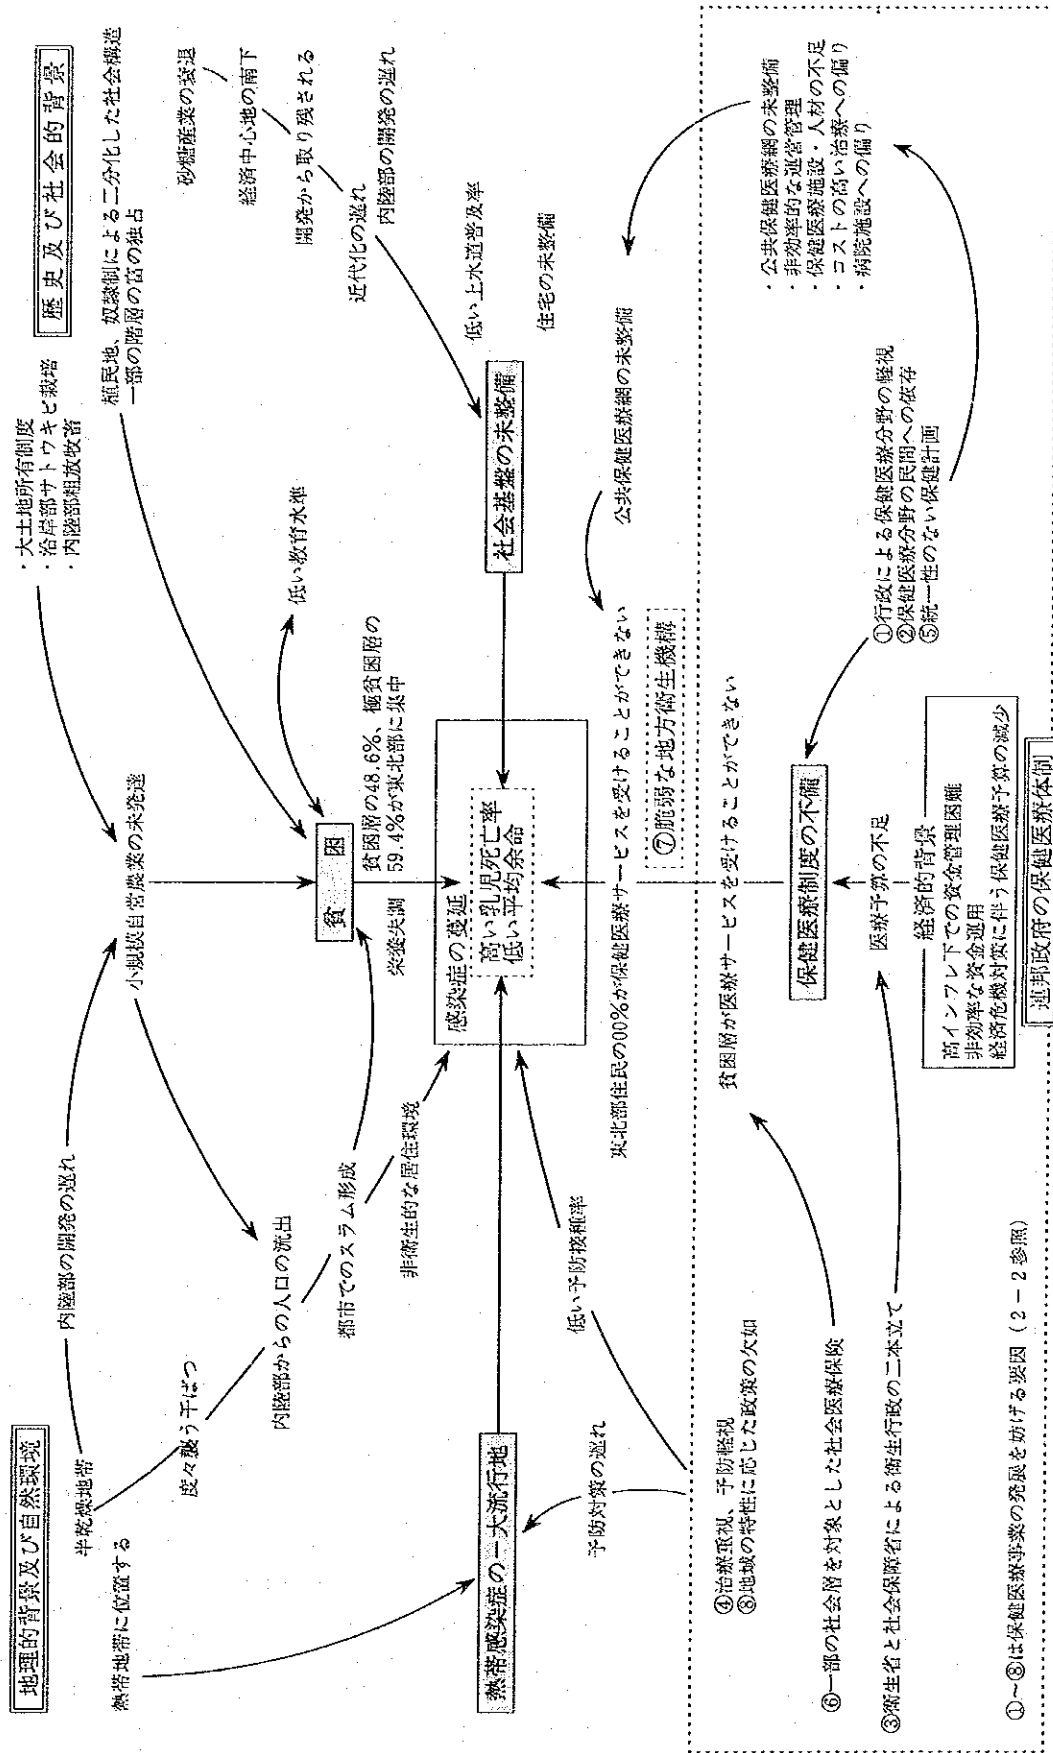 地理的背景及び自然環境
歴史及び社会的背景
・大土地所有制度
・沿岸部サトウキビ栽培
・内陸部粗放牧畜
植民地、奴隷制による二分化した社会構造
一部の階層の富の独占
砂糖産業の衰退
経済中心地の南下
開発から取り残される
近代化の遅れ
内陸部の開発の遅れ
半乾燥地帯
内陸部の開発の遅れ
小規模自営農業の未発達
熱帯地帯に位置する
度々襲う干ばつ
内陸部からの人口の流出
都市でのスラム形成
非衛生的な居住環境
低い教育水準
貧 困
貧困層の48.6%、極貧困層の
59.4%が東北部に集中
栄養失調
低い上水道普及率
住宅の未整備
熱帯感染症の一大流行地
感染症の蔓延
高い乳児死亡率
低い平均余命
社会基盤の未整備
予防対策の遅れ
低い予防接種率
東北部住民の00%が保健医療サービスを受けることができない
公共保健医療網の未整備
⑦脆弱な地方衛生機構
④治療重視、予防軽視
⑧地域の特性に応じた政策の欠如
貧困層が医療サービスを受けることができない
・公共保健医療網の未整備
非効率的な運営管理
・保健医療施設・人材の不足
・コストの高い治療への偏り
・病院施設への偏り
⑥一部の社会層を対象とした社会医療保険
保健医療制度の不備
①行政による保健医療分野の軽視
②保健医療分野の民間への依存
⑤統一性のない保健計画
③衛生省と社会保障省による衛生行政の二本立て
医療予算の不足
経済的背景
高インフレ下での資金管理困難
非効率な資金運用
経済危機対策に伴う保健医療予算の減少
①～⑧は保健医療事業の発展を妨げる要因（2－2参照）
連邦政府の保健医療体制